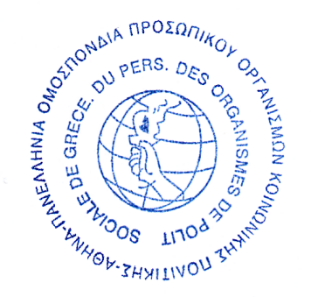 ΠΑΝΕΛΛΗΝΙΑ ΟΜΟΣΠΟΝΔΙΑ ΠΡΟΣΩΠΙΚΟΥ ΟΡΓΑΝΙΣΜΩΝ ΚΟΙΝΩΝΙΚΗΣ ΠΟΛΙΤΙΚΗΣ-ΑΘΗΝΑ-
DU PERS. DES ORGANISMES DE POLIT SOCIALE DE GRECE.